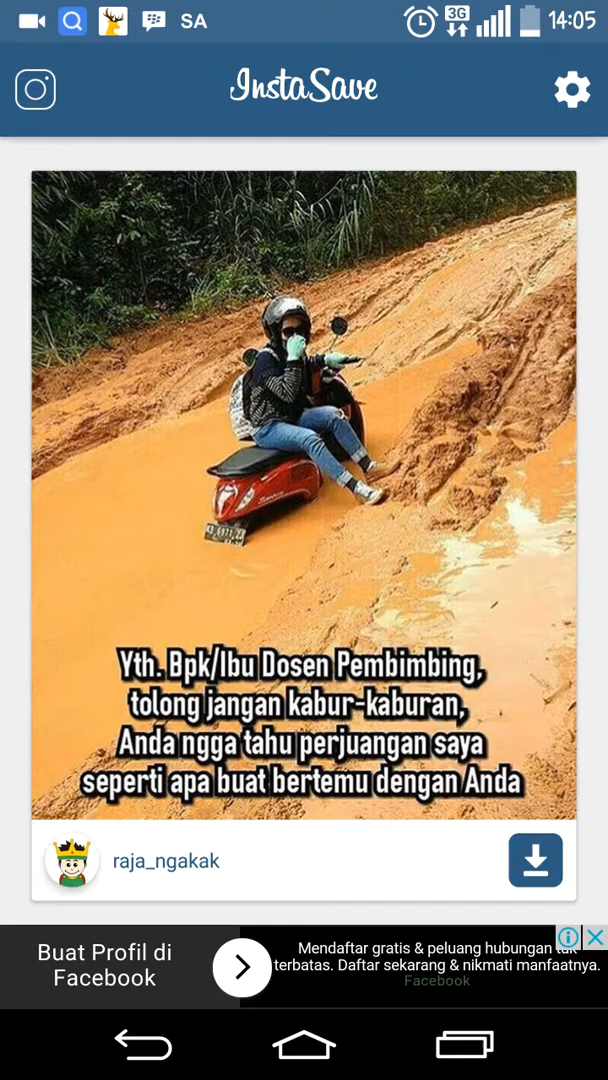 SA
3G
14:05
InstaSave
Yth. Bpk/Ibu Dosen Pembimbing,
tolong jangan kabur-kaburan,
Anda ngga tahu perjuangan saya
seperti apa buat bertemu dengan Anda
raja_ngakak
Buat Profil di
Facebook
Mendaftar gratis & peluang hubungan tak
terbatas. Daftar sekarang & nikmati manfaatnya.
Facebook